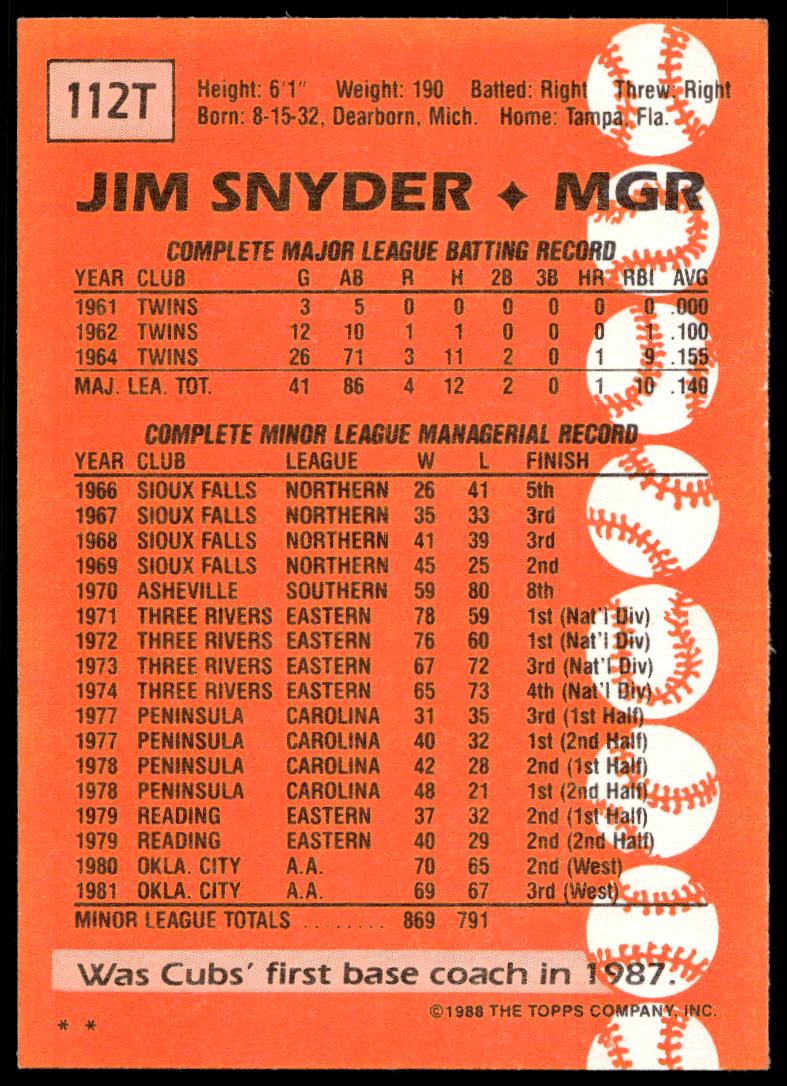 112T
Height: 6'1" Weight: 190 Batted: Right Threw: Right
Born: 8-15-32, Dearborn, Mich. Home: Tampa, Fla.
JIM SNYDER ✦ MGR
COMPLETE MAJOR LEAGUE BATTING RECORD
YEAR CLUB G AB R H 2B 3B HR RBI AVG
1961 TWINS 3 5 0 0 0 0 0 0 .000
1962 TWINS 12 10 1 1 0 0 0 1 .100
1964 TWINS 26 71 3 11 2 0 1 9 .155
MAJ. LEA. TOT. 41 86 4 12 2 0 1 10 .140
COMPLETE MINOR LEAGUE MANAGERIAL RECORD
YEAR CLUB LEAGUE W L FINISH
1966 SIOUX FALLS NORTHERN 26 41 5th
1967 SIOUX FALLS NORTHERN 35 33 3rd
1968 SIOUX FALLS NORTHERN 41 39 3rd
1969 SIOUX FALLS NORTHERN 45 25 2nd
1970 ASHEVILLE SOUTHERN 59 80 8th
1971 THREE RIVERS EASTERN 78 59 1st (Nat'l Div)
1972 THREE RIVERS EASTERN 76 60 1st (Nat'l Div)
1973 THREE RIVERS EASTERN 67 72 3rd (Nat'l Div)
1974 THREE RIVERS EASTERN 65 73 4th (Nat'l Div)
1977 PENINSULA CAROLINA 31 35 3rd (1st Half)
1977 PENINSULA CAROLINA 40 32 1st (2nd Half)
1978 PENINSULA CAROLINA 42 28 2nd (1st Half)
1978 PENINSULA CAROLINA 48 21 1st (2nd Half)
1979 READING EASTERN 37 32 2nd (1st Half)
1979 READING EASTERN 40 29 2nd (2nd Half)
1980 OKLA. CITY A.A. 70 65 2nd (West)
1981 OKLA. CITY A.A. 69 67 3rd (West)
MINOR LEAGUE TOTALS ........ 869 791
Was Cubs' first base coach in 1987.
©1988 THE TOPPS COMPANY, INC.
* *